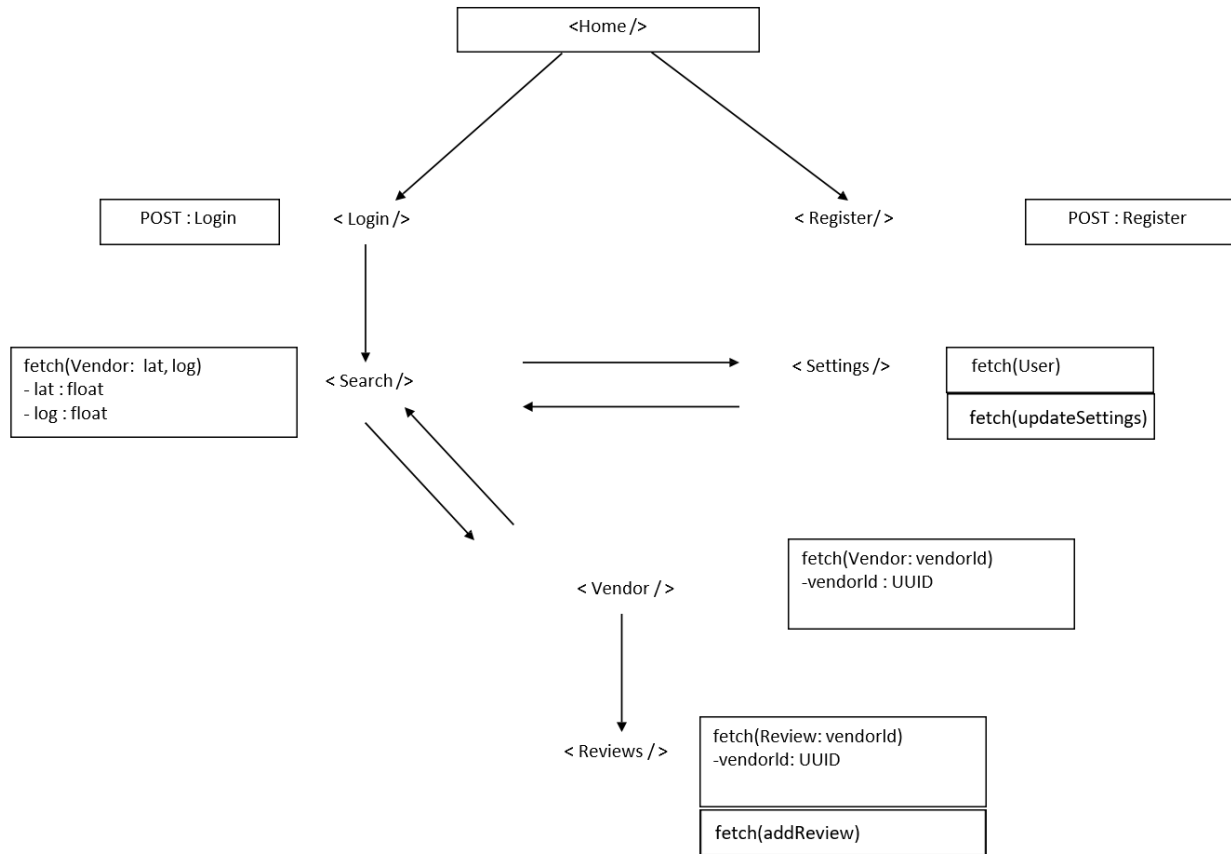 <Home />
POST : Login
< Login />
< Register/ >
POST : Register
fetch(Vendor: lat, log)
- lat : float
- log : float
< Search />
< Settings / >
fetch(User)
fetch(updateSettings)
fetch(Vendor: vendorId)
-vendorId : UUID
< Vendor / >
< Reviews / >
fetch(Review: vendorId)
-vendorId: UUID
fetch(addReview)